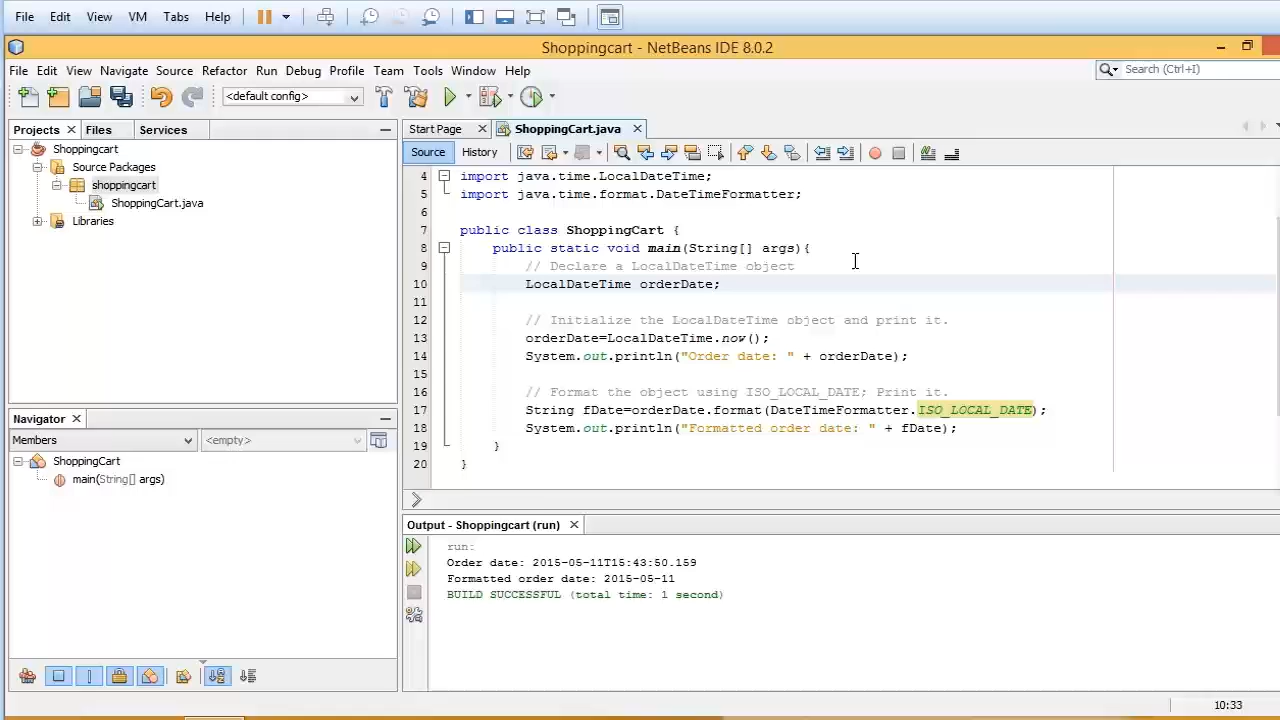 File Edit View VM Tabs Help
Shoppingcart - NetBeans IDE 8.0.2
File Edit View Navigate Source Refactor Run Debug Profile Team Tools Window Help
Search (Ctrl+I)
<default config>
Projects Files Services
Shoppingcart
Source Packages
shoppingcart
ShoppingCart.java
Libraries
Navigator
Members <empty>
ShoppingCart
main(String[] args)
Start Page ShoppingCart.java
Source History
4 import java.time.LocalDateTime;
5 import java.time.format.DateTimeFormatter;
6
7 public class ShoppingCart {
8 public static void main(String[] args){
9 // Declare a LocalDateTime object
10 LocalDateTime orderDate;
11
12 // Initialize the LocalDateTime object and print it.
13 orderDate=LocalDateTime.now();
14 System.out.println("Order date: " + orderDate);
15
16 // Format the object using ISO_LOCAL_DATE; Print it.
17 String fDate=orderDate.format(DateTimeFormatter.ISO_LOCAL_DATE);
18 System.out.println("Formatted order date: " + fDate);
19 }
20 }
Output - Shoppingcart (run)
run:
Order date: 2015-05-11T15:43:50.159
Formatted order date: 2015-05-11
BUILD SUCCESSFUL (total time: 1 second)
10:33